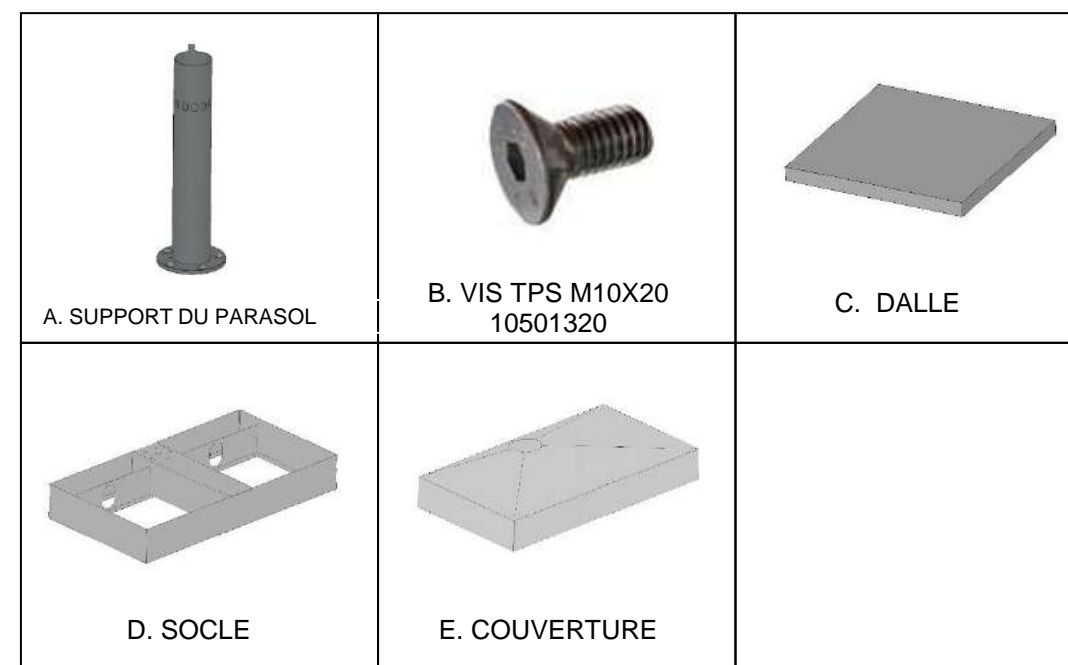 A. SUPPORT DU PARASOL
B. VIS TPS M10X20
10501320
C. DALLE
D. SOCLE
E. COUVERTURE